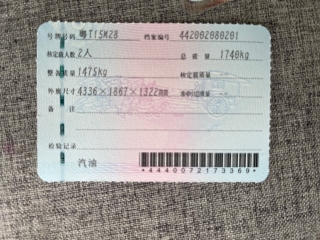 号牌号码 粤T15M28 档案编号 442002080201
核定载人数 2人 总质量 1740kg
整备质量 1475kg 核定载质量 --
外廓尺寸 4336×1867×1322mm 准牵引总质量 --
备注
检验记录
汽油
*4440072173369*